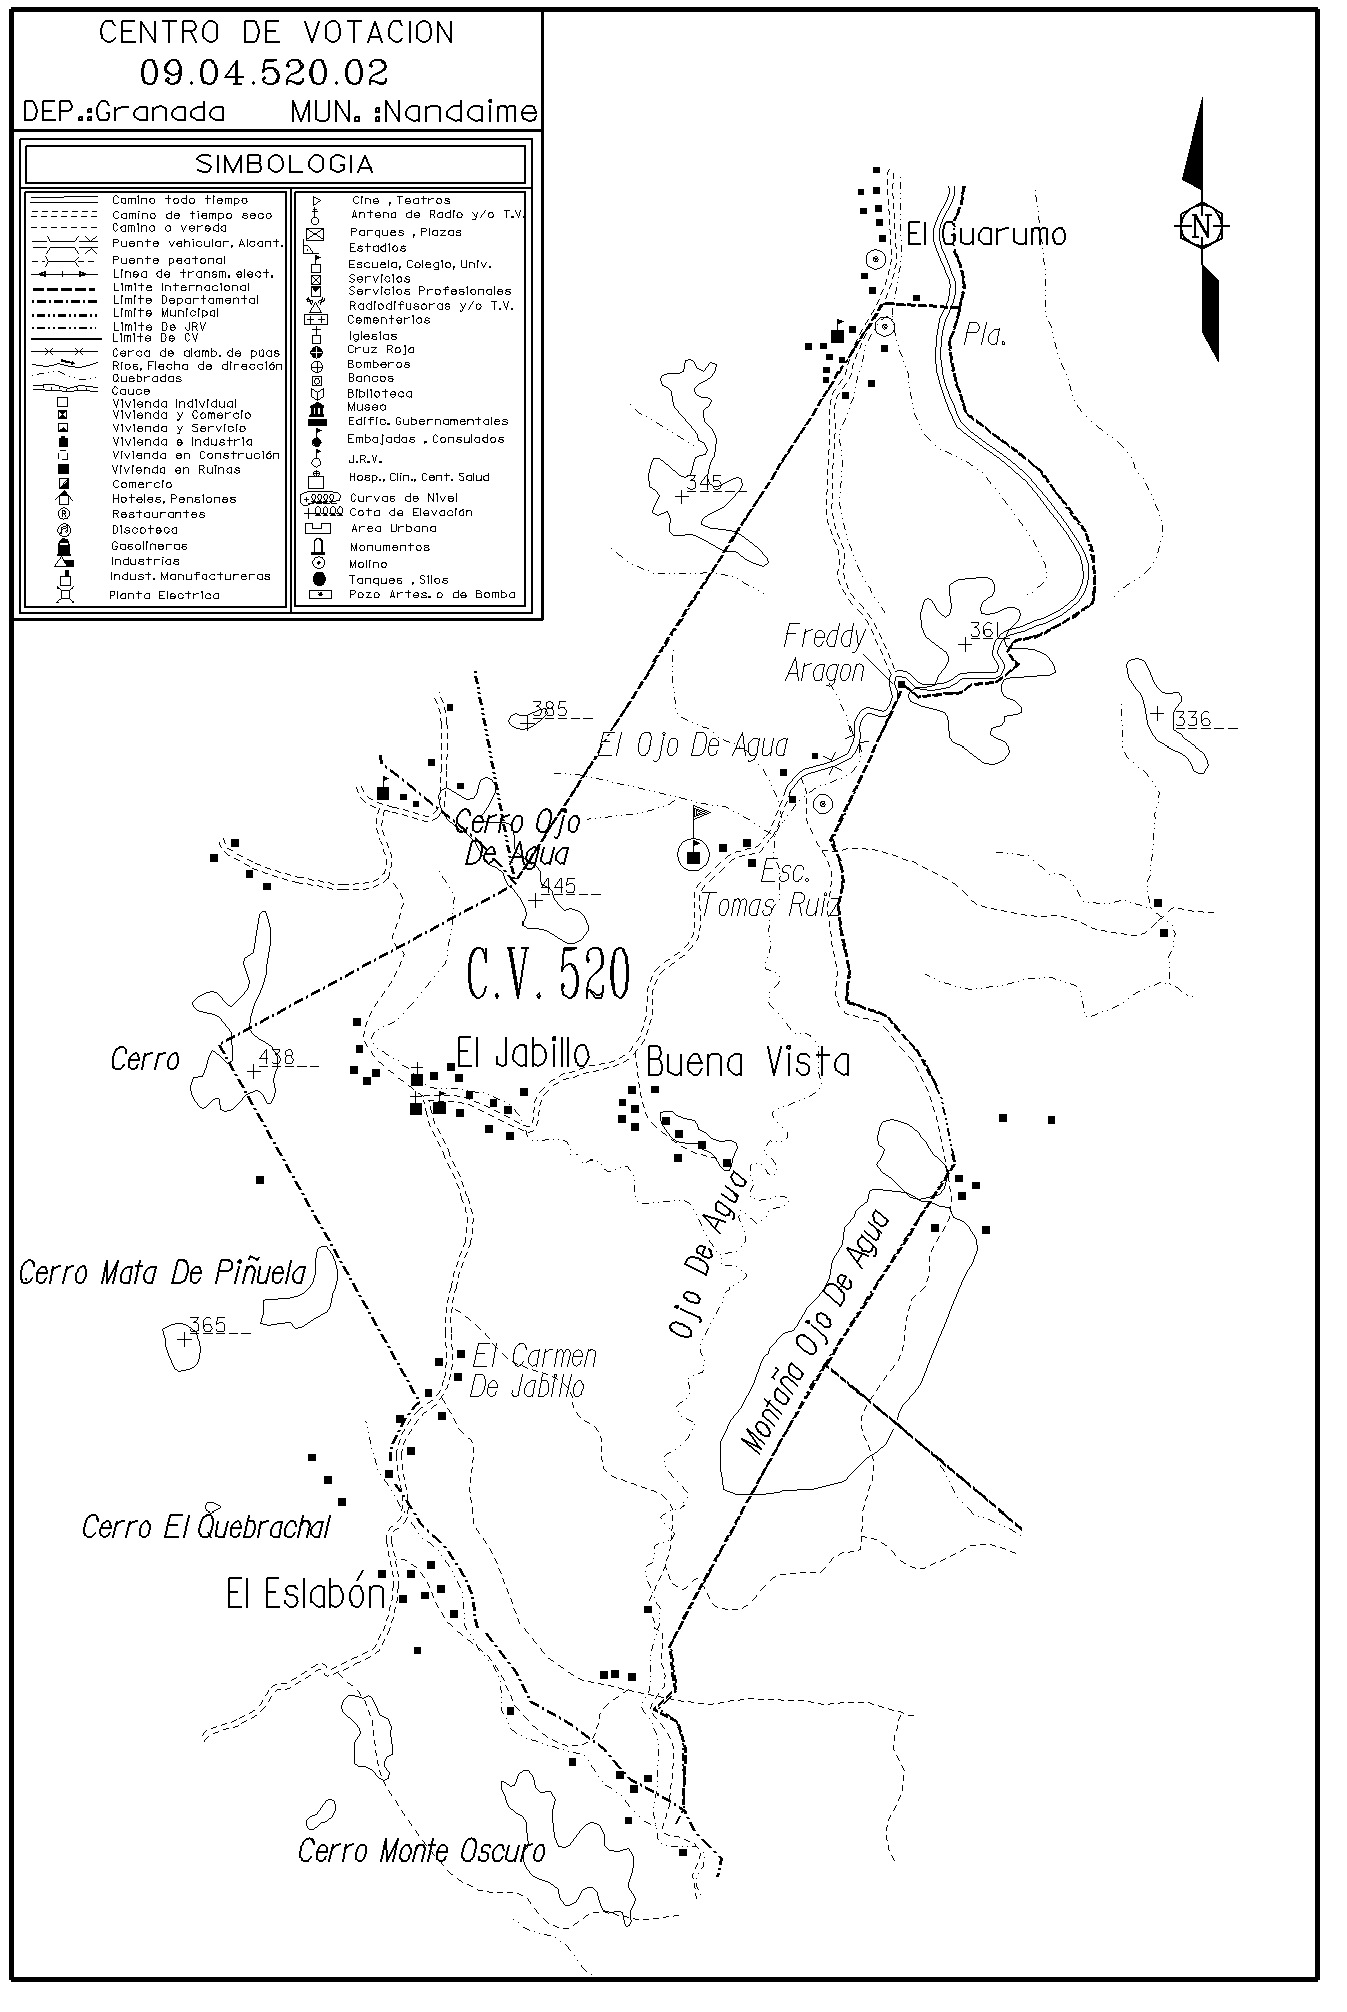 CENTRO DE VOTACION
09.04.520.02
DEP.:Granada MUN. :Nandaime
SIMBOLOGIA
Camino todo tiempo
Camino de tiempo seco
Camino o vereda
Puente vehicular, Alcant.
Puente peatonal
Linea de transm. elect.
Limite Internacional
Limite Departamental
Limite Municipal
Limite De JRV
Limite De CV
Cerca de alamb. de púas
Rios, Flecha de dirección
Quebradas
Cauce
Vivienda Individual
Vivienda y Comercio
Vivienda y Servicio
Vivienda e Industria
Vivienda en Construción
Vivienda en Ruinas
Comercio
Hoteles, Pensiones
Restaurantes
Discoteca
Gasolineras
Industrias
Indust. Manufactureras
Planta Electrica
Cine , Teatros
Antena de Radio y/o T.V.
Parques , Plazas
Estadios
Escuela, Colegio, Univ.
Servicios
Servicios Profesionales
Radiodifusoras y/o T.V.
Cementerios
Iglesias
Cruz Roja
Bomberos
Bancos
Biblioteca
Museo
Edific. Gubernamentales
Embajadas , Consulados
J.R.V.
Hosp., Clin., Cent. Salud
Curvas de Nivel
Cota de Elevación
Area Urbana
Monumentos
Molino
Tanques , Silos
Pozo Artes. o de Bomba
N
El Guarumo
Pla.
345
Freddy
Aragon
361
385
336
El Ojo De Agua
Cerro Ojo
De Agua
445
Esc.
Tomas Ruiz
C.V. 520
El Jabillo
Buena Vista
Cerro
438
Ojo De Agua
Montaña Ojo De Agua
Cerro Mata De Piñuela
365
El Carmen
De Jabillo
Cerro El Quebrachal
El Eslabón
Cerro Monte Oscuro